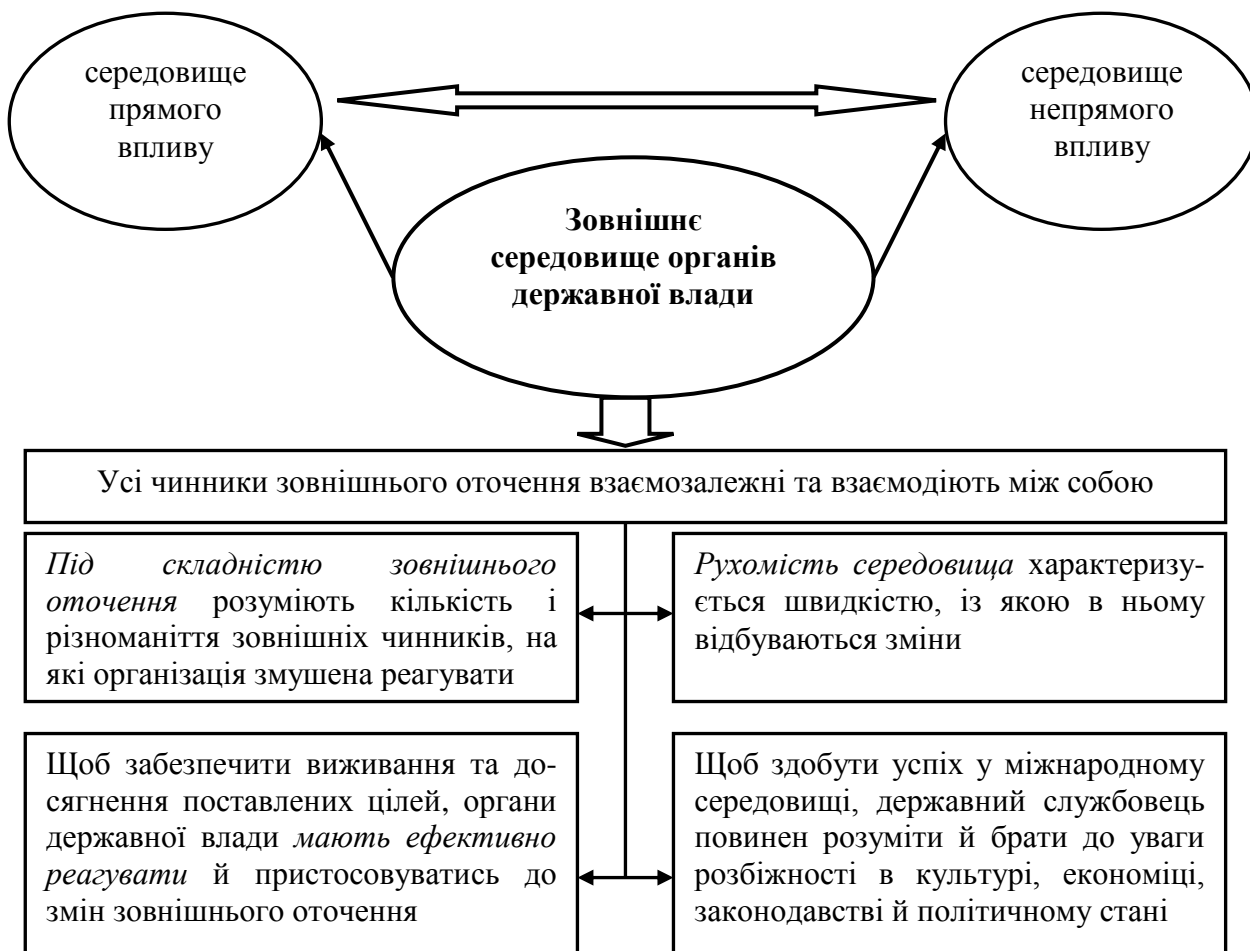 середовище
прямого
впливу
середовище
непрямого
впливу
Зовнішнє
середовище органів
державної влади
Усі чинники зовнішнього оточення взаємозалежні та взаємодіють між собою
Під складністю зовнішнього
оточення розуміють кількість і
різноманіття зовнішніх чинників, на
які організація змушена реагувати
Рухомість середовища характеризу-
ється швидкістю, із якою в ньому
відбуваються зміни
Щоб забезпечити виживання та до-
сягнення поставлених цілей, органи
державної влади мають ефективно
реагувати й пристосовуватись до
змін зовнішнього оточення
Щоб здобути успіх у міжнародному
середовищі, державний службовець
повинен розуміти й брати до уваги
розбіжності в культурі, економіці,
законодавстві й політичному стані